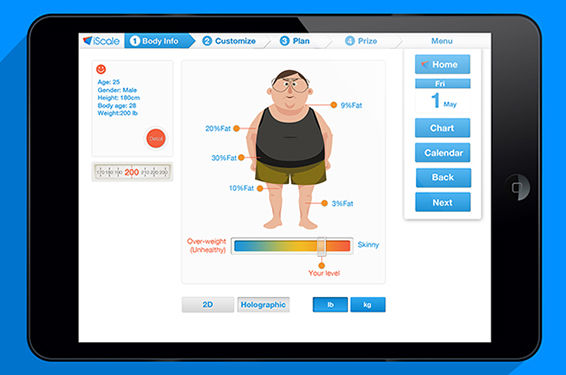 iScale
1 Body Info
2 Customize
3 Plan
4 Prize
Menu
Age: 25
Gender: Male
Height: 180cm
Body age: 28
Weight:200 lb
Detail
170 180 190 200 210 220 230
9%Fat
20%Fat
30%Fat
10%Fat
3%Fat
Over-weight
(Unhealthy)
Skinny
Your level
2D
Holographic
lb
kg
Home
Fri
1 May
Chart
Calendar
Back
Next